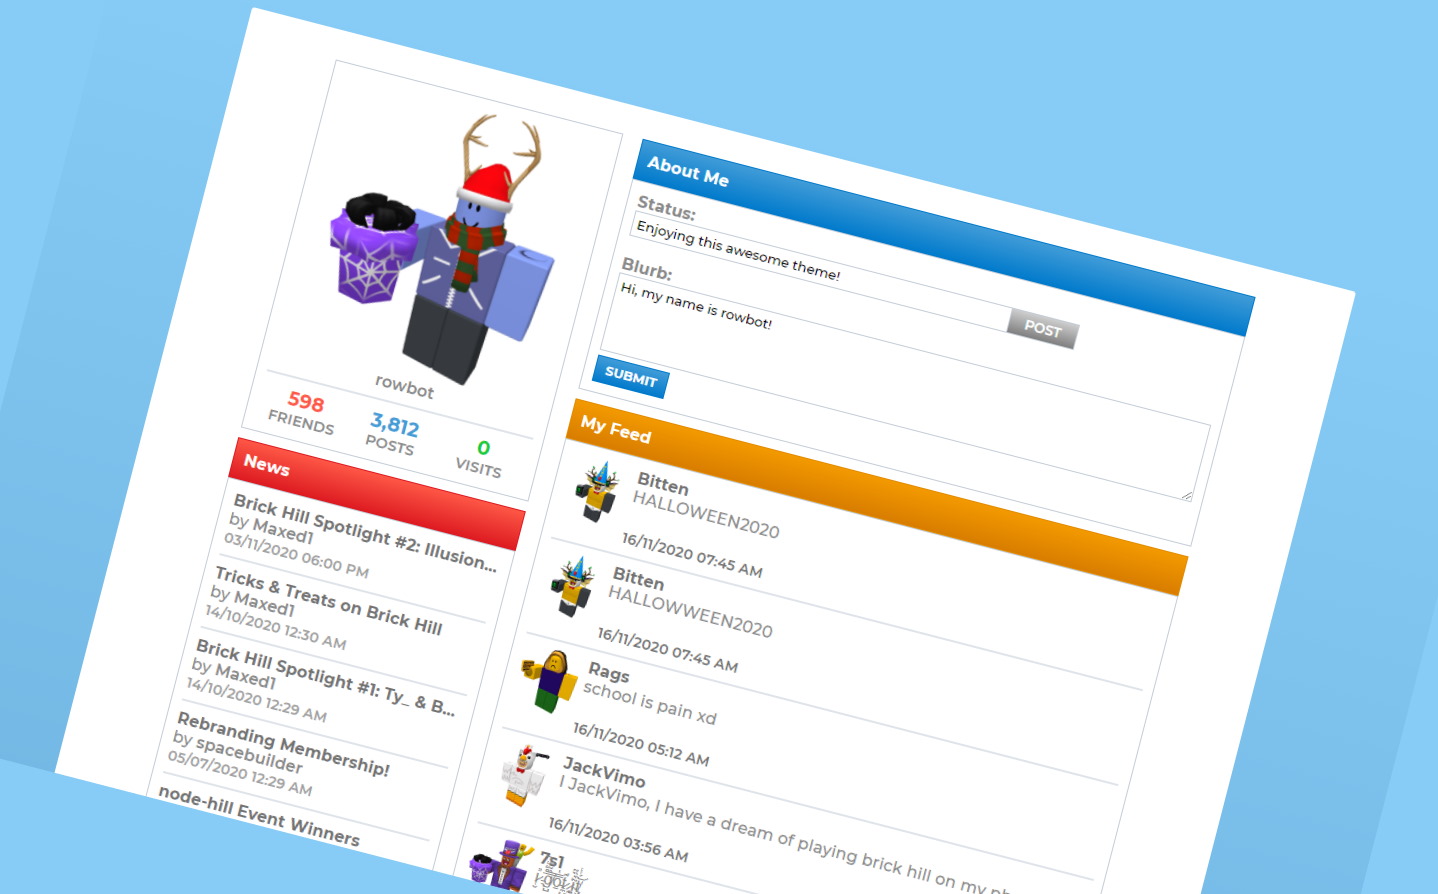 rowbot
598
FRIENDS
3,812
POSTS
0
VISITS
News
Brick Hill Spotlight #2: Illusion...
by Maxed1
03/11/2020 06:00 PM
Tricks & Treats on Brick Hill
by Maxed1
14/10/2020 12:30 AM
Brick Hill Spotlight #1: Ty_ & B...
by Maxed1
14/10/2020 12:29 AM
Rebranding Membership!
by spacebuilder
05/07/2020 12:29 AM
node-hill Event Winners
About Me
Status:
Enjoying this awesome theme!
POST
Blurb:
Hi, my name is rowbot!
SUBMIT
My Feed
Bitten
HALLOWEEN2020
16/11/2020 07:45 AM
Bitten
HALLOWWEEN2020
16/11/2020 07:45 AM
Rags
school is pain xd
16/11/2020 05:12 AM
JackVimo
I JackVimo, I have a dream of playing brick hill on my
16/11/2020 03:56 AM
7s1